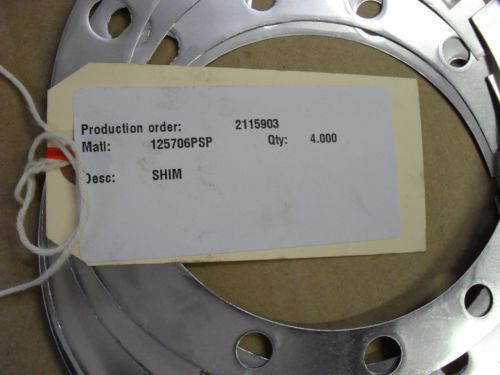 Production order: 2115903
Matl: 125706PSP Qty: 4.000
Desc: SHIM